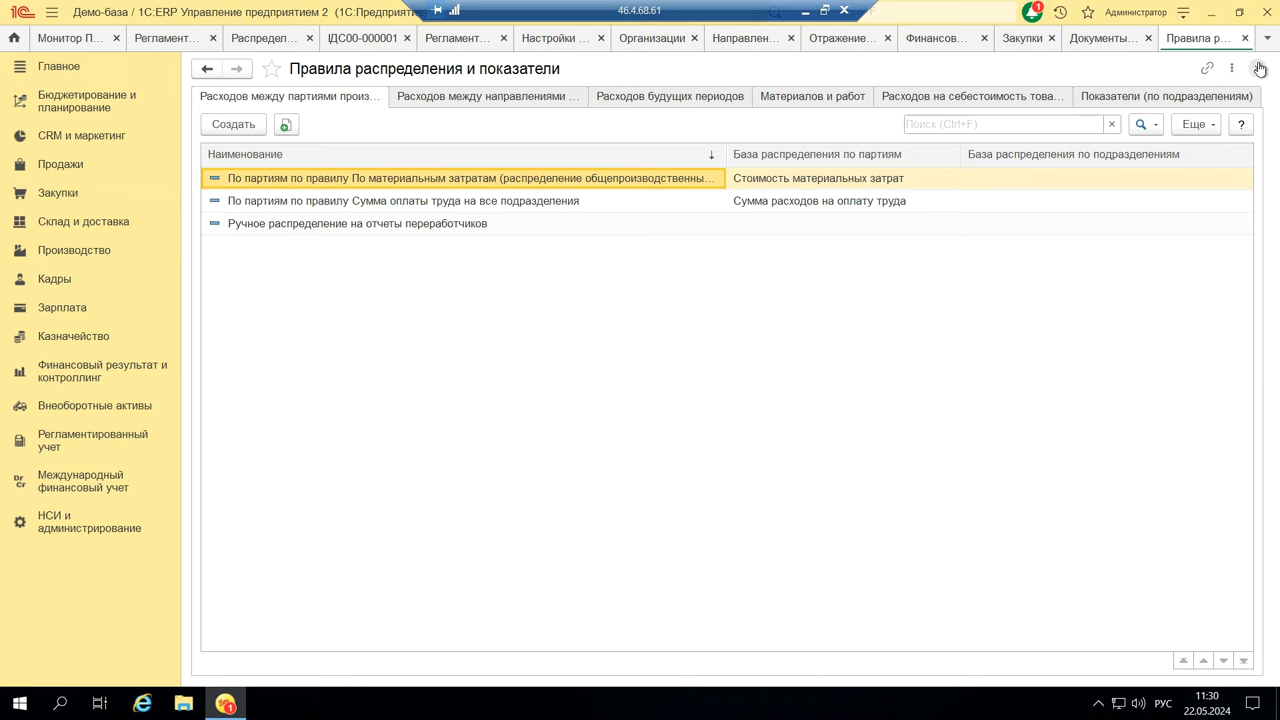 Демо-база / 1С:ERP Управление предприятием 2 (1С:Предприятие
46.4.68.61
1
Администратор
Монитор П...
Регламент...
Распредел...
ІДС00-000001
Регламент...
Настройки ...
Организации
Направлен...
Отражение...
Финансов...
Закупки
Документы...
Правила р...
Главное
Бюджетирование и
планирование
CRM и маркетинг
Продажи
Закупки
Склад и доставка
Производство
Кадры
Зарплата
Казначейство
Финансовый результат и
контроллинг
Внеоборотные активы
Регламентированный
учет
Dr
Cr
Международный
финансовый учет
НСИ и
администрирование
Правила распределения и показатели
Расходов между партиями произ...
Расходов между направлениями ...
Расходов будущих периодов
Материалов и работ
Расходов на себестоимость това...
Показатели (по подразделениям)
Создать
Поиск (Ctrl+F)
Еще
?
Наименование
База распределения по партиям
База распределения по подразделениям
По партиям по правилу По материальным затратам (распределение общепроизводственны...
Стоимость материальных затрат
По партиям по правилу Сумма оплаты труда на все подразделения
Сумма расходов на оплату труда
Ручное распределение на отчеты переработчиков
1
РУС
11:30
22.05.2024